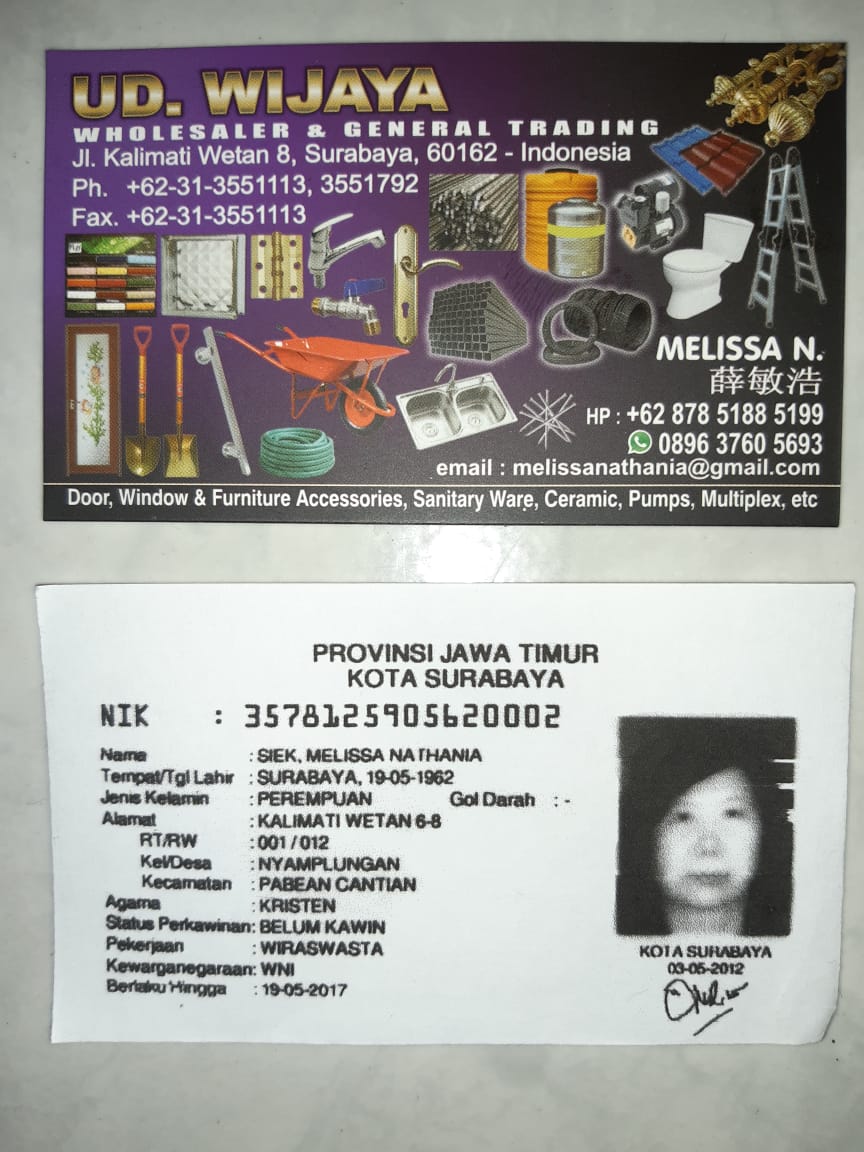 UD. WIJAYA
WHOLESALER & GENERAL TRADING
Jl. Kalimati Wetan 8, Surabaya, 60162 - Indonesia
Ph. +62-31-3551113, 3551792
Fax. +62-31-3551113
MELISSA N.
薛敏浩
HP : +62 878 5188 5199
0896 3760 5693
email : melissanathania@gmail.com
Door, Window & Furniture Accessories, Sanitary Ware, Ceramic, Pumps, Multiplex, etc
PROVINSI JAWA TIMUR
KOTA SURABAYA
NIK : 3578125905620002
Nama : SIEK, MELISSA NATHANIA
Tempat/Tgl Lahir : SURABAYA, 19-05-1962
Jenis Kelamin : PEREMPUAN Gol Darah : -
Alamat : KALIMATI WETAN 6-8
RT/RW : 001 / 012
Kel/Desa : NYAMPLUNGAN
Kecamatan : PABEAN CANTIAN
Agama : KRISTEN
Status Perkawinan: BELUM KAWIN
Pekerjaan : WIRASWASTA
Kewarganegaraan: WNI
Berlaku Hingga : 19-05-2017
KOTA SURABAYA
03-05-2012